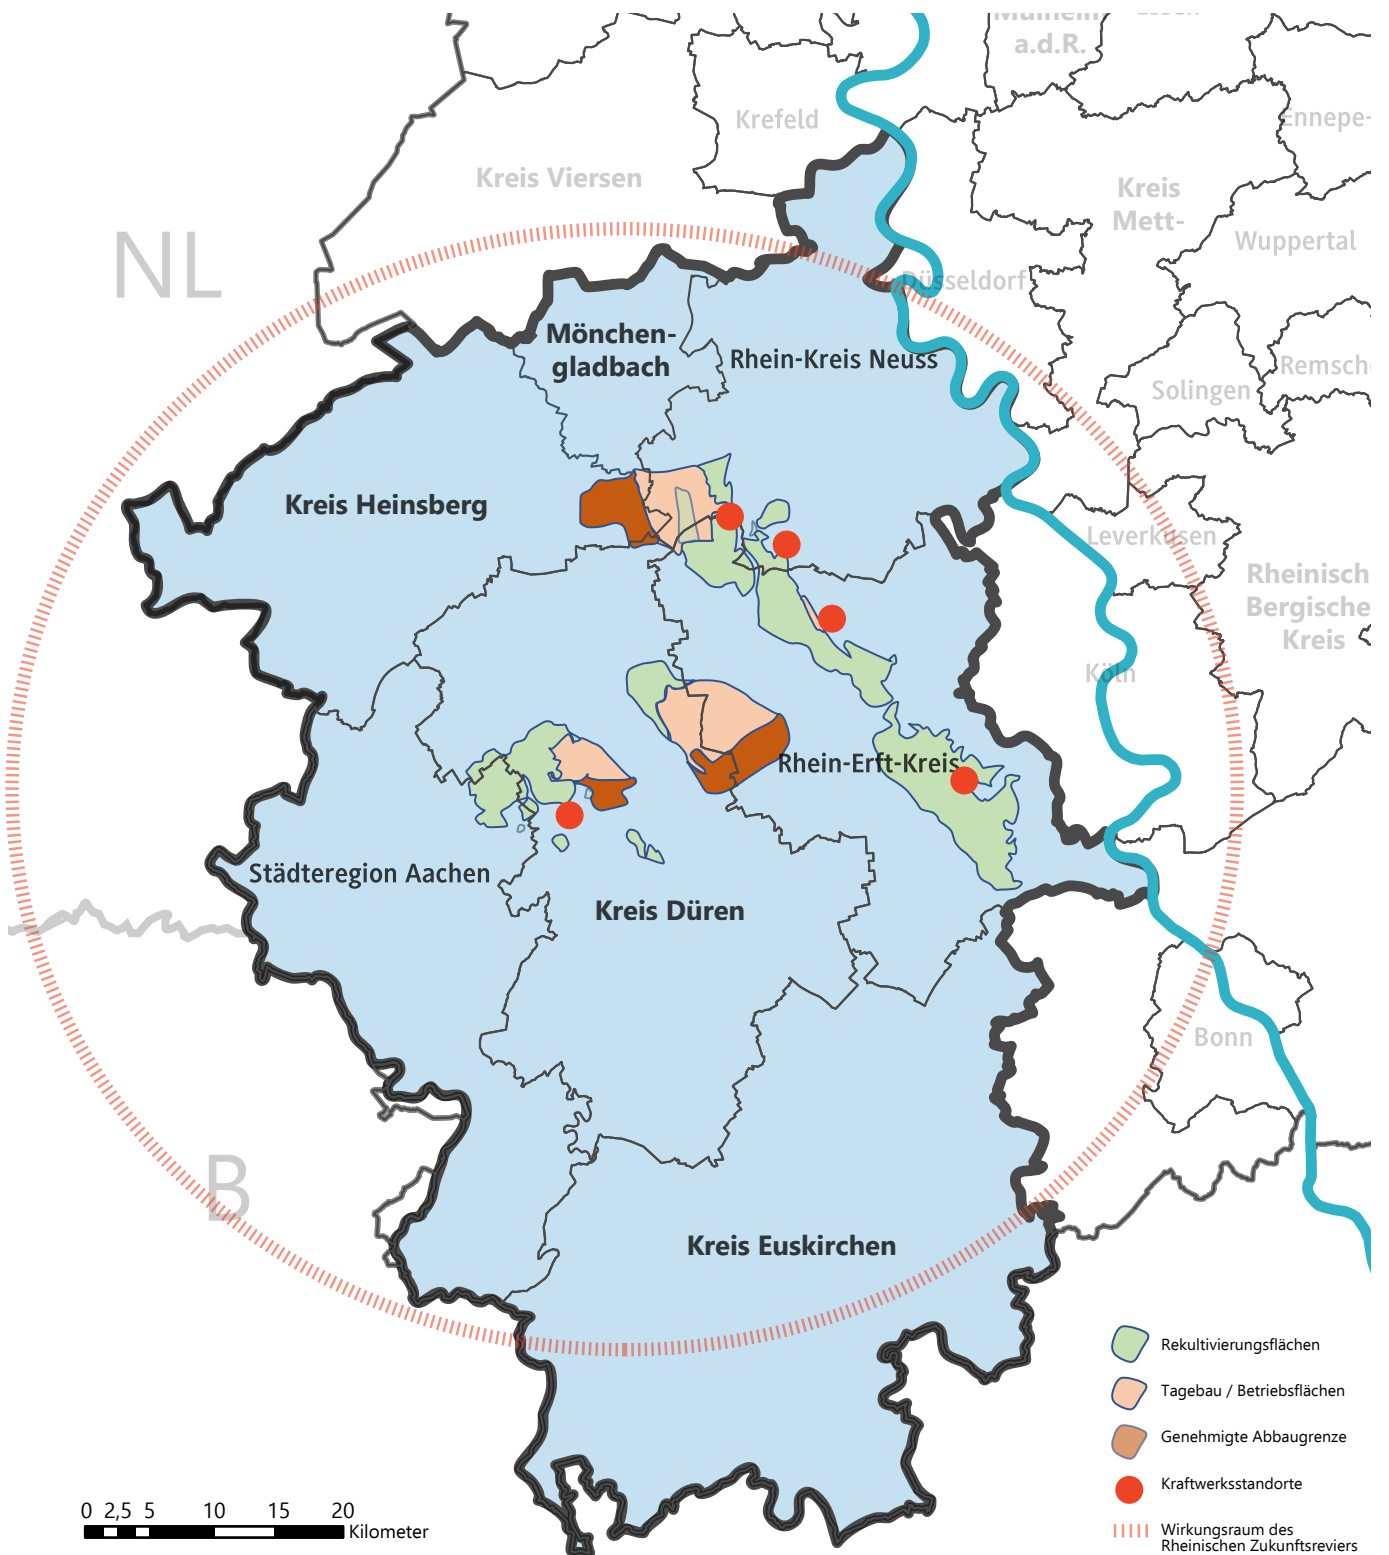 Mülheim
a.d.R.
Essen
Krefeld
Ennepe-
Kreis Viersen
Kreis
Mett-
Wuppertal
NL
Düsseldorf
Mönchen-
gladbach
Rhein-Kreis Neuss
Remsch
Solingen
Kreis Heinsberg
Leverkusen
Rheinisch
Bergische
Kreis
Köln
Rhein-Erft-Kreis
Städteregion Aachen
Kreis Düren
Bonn
B
Kreis Euskirchen
Rekultivierungsflächen
Tagebau / Betriebsflächen
Genehmigte Abbaugrenze
Kraftwerksstandorte
Wirkungsraum des
Rheinischen Zukunftsreviers
0 2,5 5 10 15 20
Kilometer